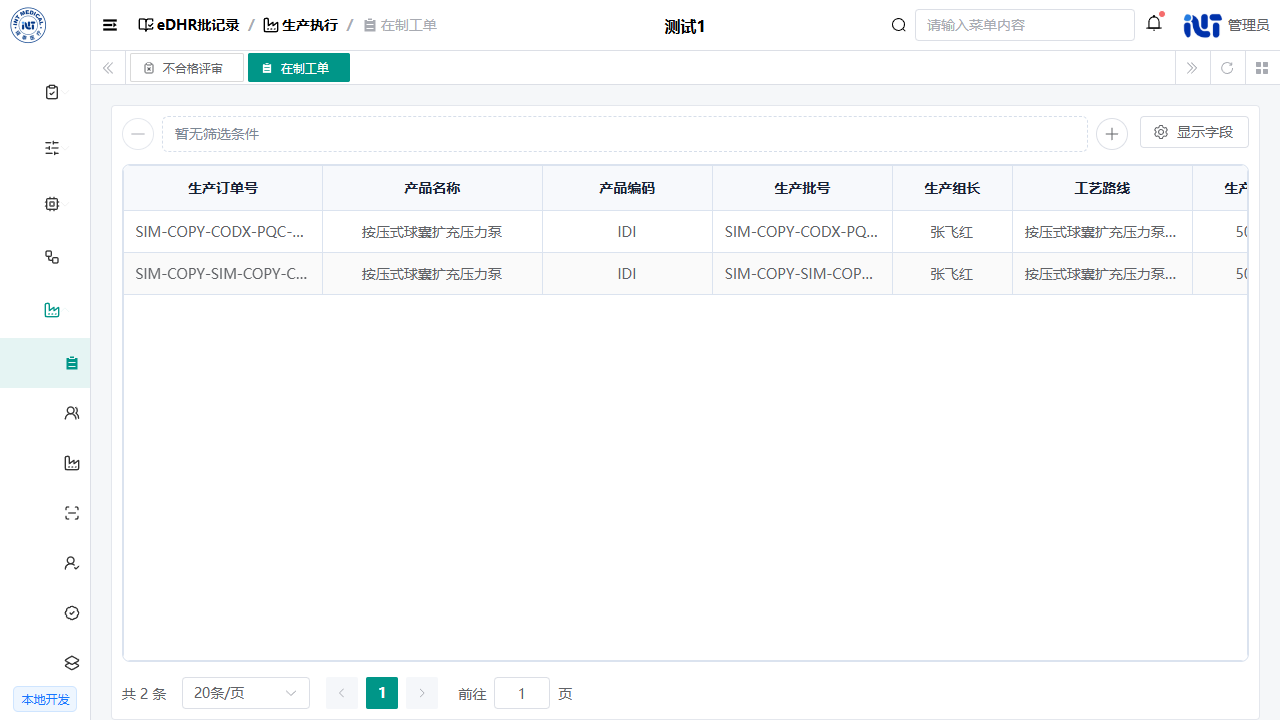 eDHR批记录 / 生产执行 / 在制工单
测试1
请输入菜单内容
管理员
不合格评审
在制工单
暂无筛选条件
显示字段
生产订单号 产品名称 产品编码 生产批号 生产组长 工艺路线 生产
SIM-COPY-CODX-PQC-... 按压式球囊扩充压力泵 IDI SIM-COPY-CODX-PQ... 张飞红 按压式球囊扩充压力泵... 50
SIM-COPY-SIM-COPY-C... 按压式球囊扩充压力泵 IDI SIM-COPY-SIM-COP... 张飞红 按压式球囊扩充压力泵... 50
共 2 条 20条/页 1 前往 1 页
本地开发